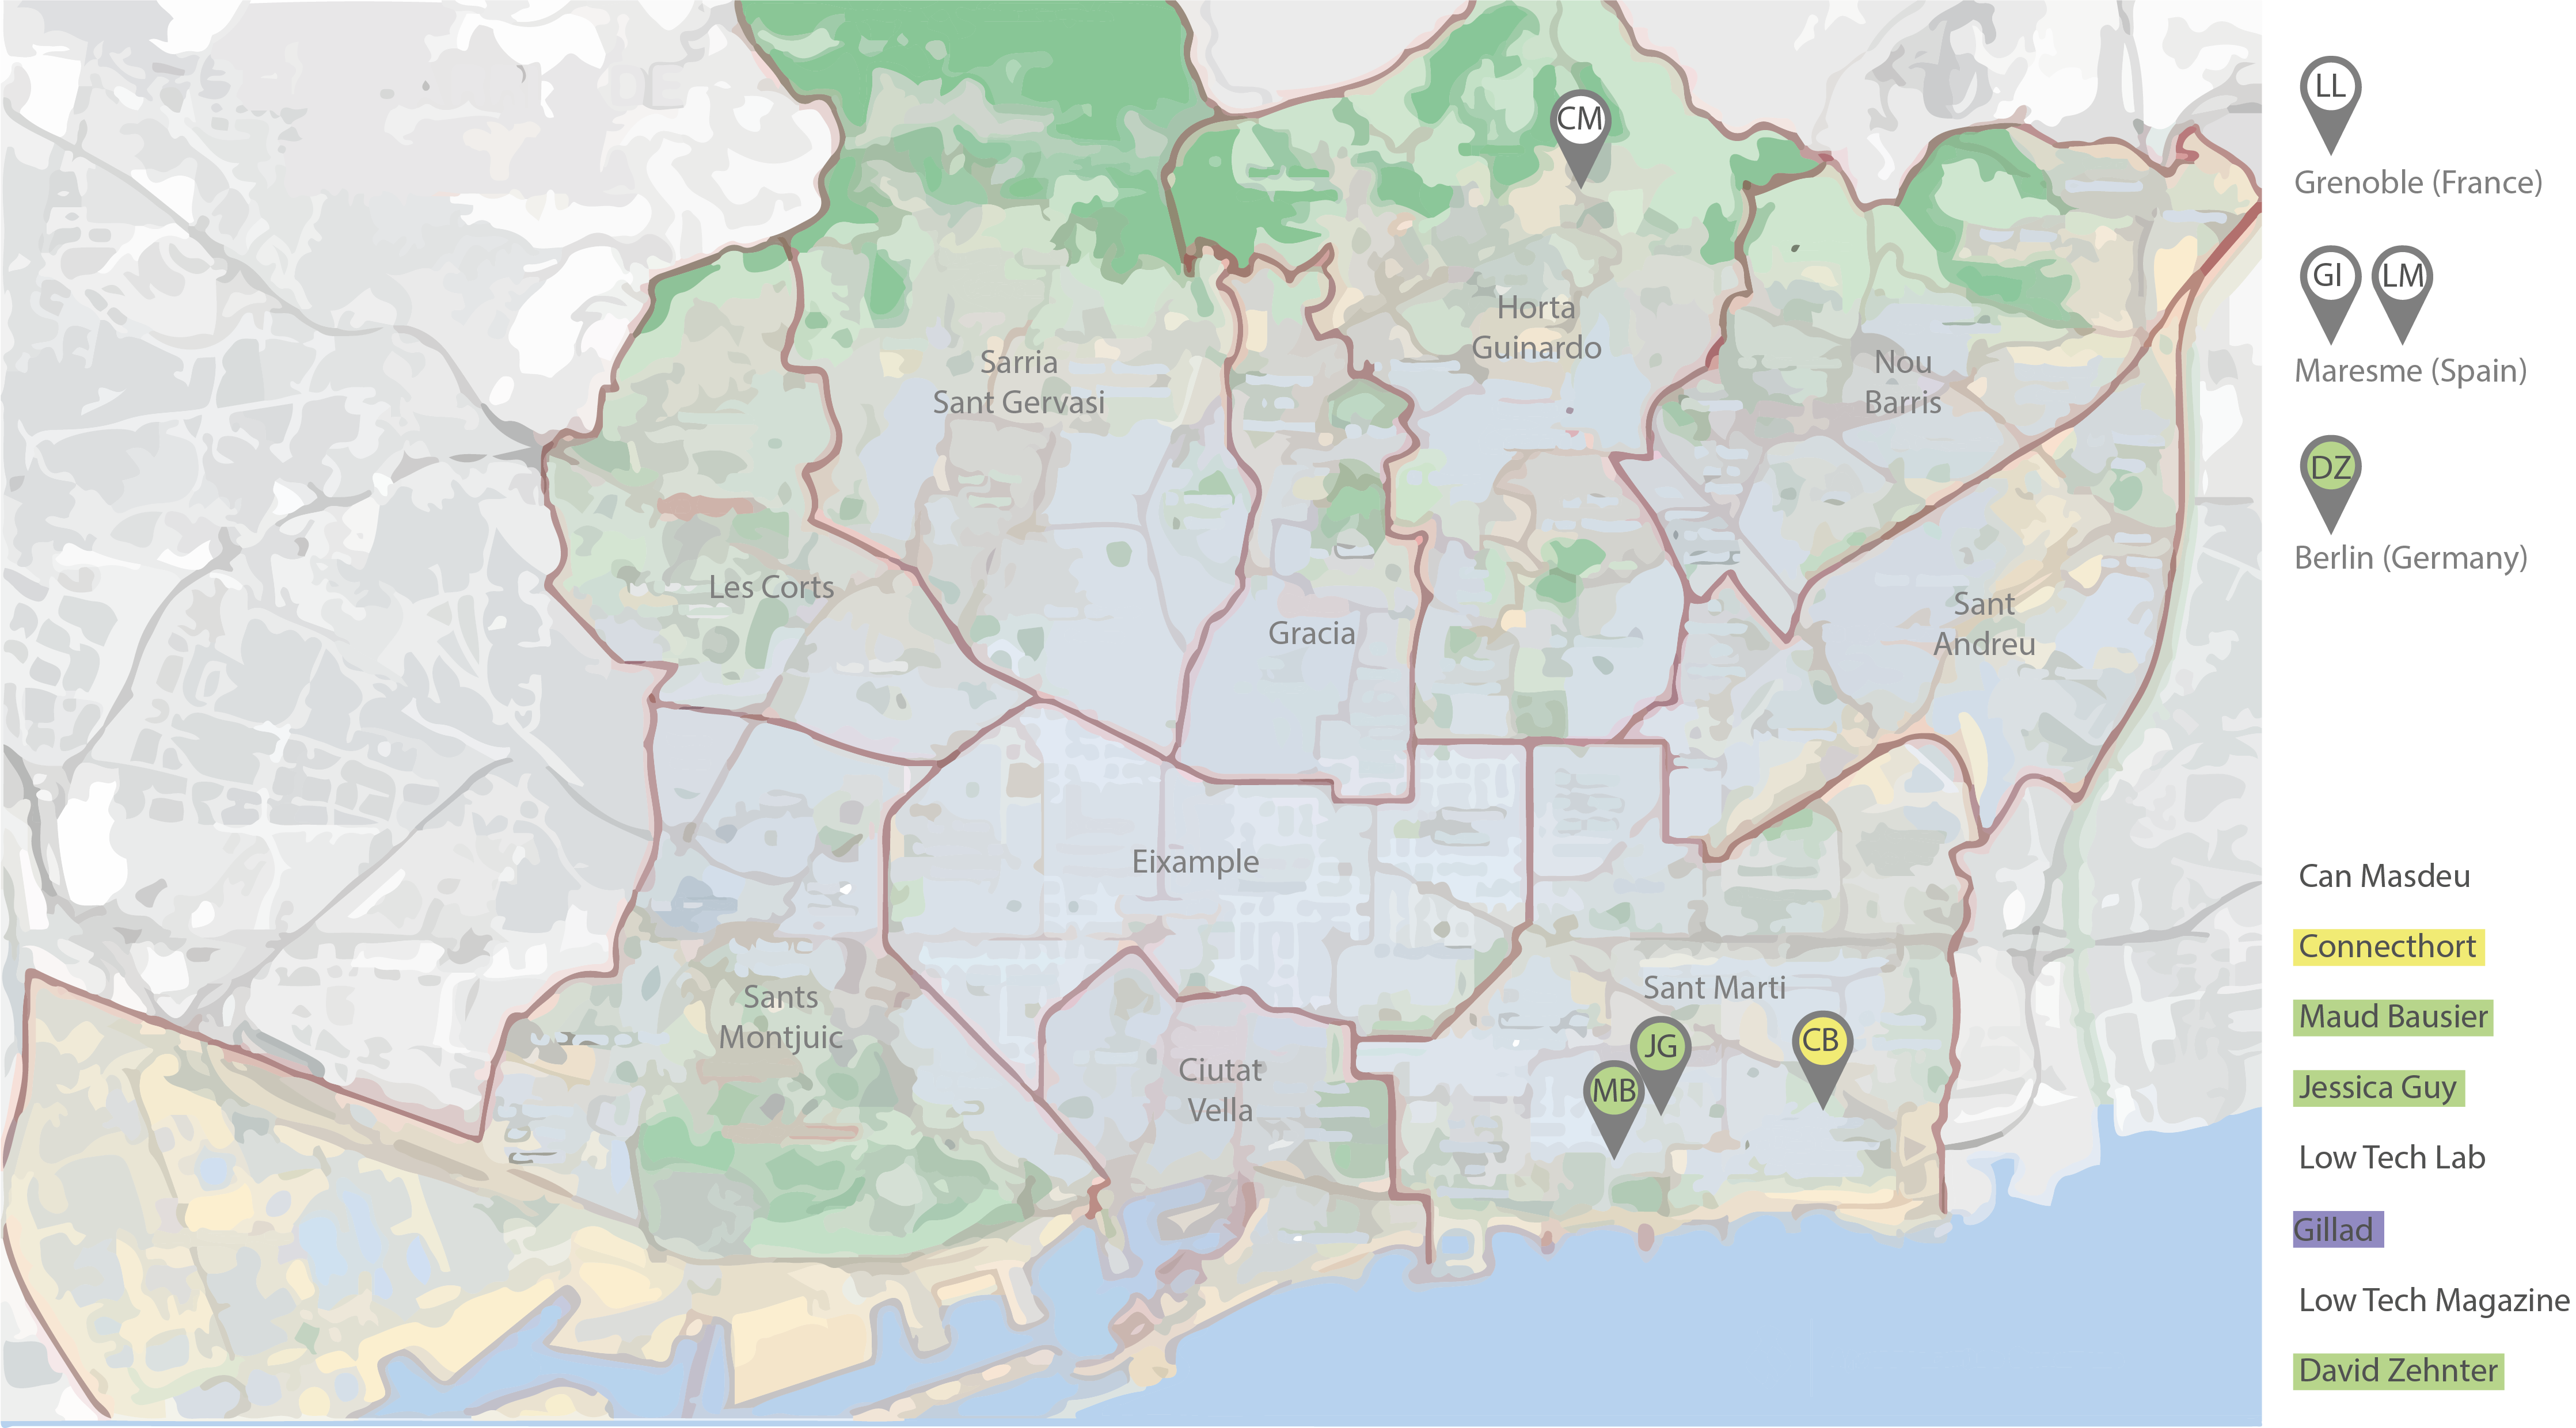 CM
Horta
Guinardo
Sarria
Sant Gervasi
Nou
Barris
Les Corts
Gracia
Sant
Andreu
Eixample
Sants
Montjuic
Sant Marti
Ciutat
Vella
JG
CB
MB
LL
Grenoble (France)
GI LM
Maresme (Spain)
DZ
Berlin (Germany)
Can Masdeu
Connecthort
Maud Bausier
Jessica Guy
Low Tech Lab
Gillad
Low Tech Magazine
David Zehnter